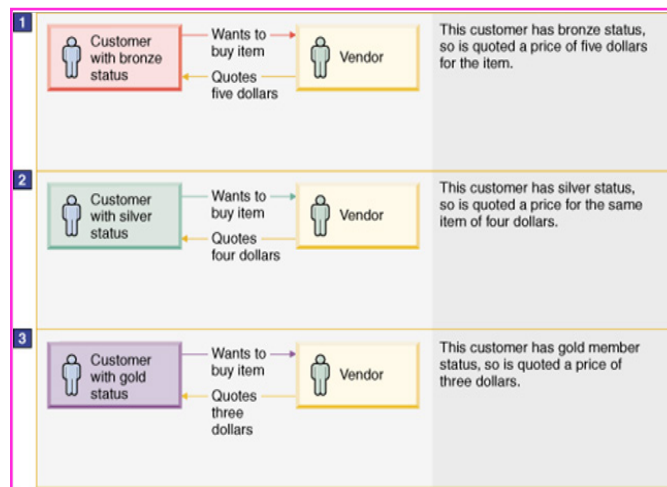 1
Customer
with bronze
status
Wants to
buy item
Quotes
five dollars
Vendor
This customer has bronze status,
so is quoted a price of five dollars
for the item.
2
Customer
with silver
status
Wants to
buy item
Quotes
four dollars
Vendor
This customer has silver status,
so is quoted a price for the same
item of four dollars.
3
Customer
with gold
status
Wants to
buy item
Quotes
three
dollars
Vendor
This customer has gold member
status, so is quoted a price of
three dollars.